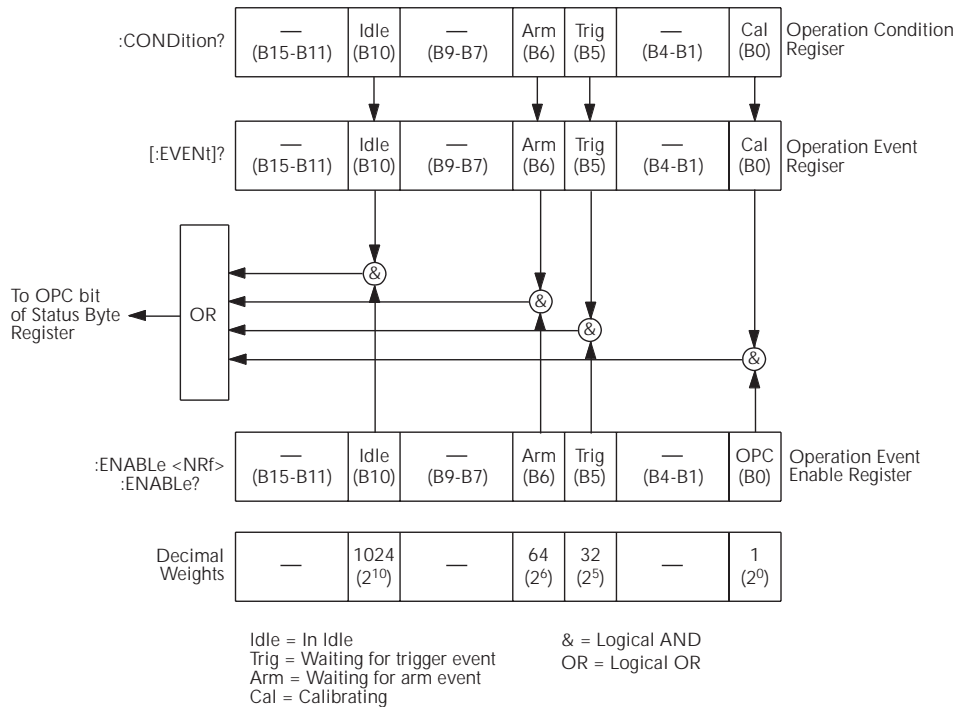 :CONDition?
— (B15-B11)
Idle (B10)
— (B9-B7)
Arm (B6)
Trig (B5)
— (B4-B1)
Cal (B0)
Operation Condition
Regiser
[:EVENt]?
— (B15-B11)
Idle (B10)
— (B9-B7)
Arm (B6)
Trig (B5)
— (B4-B1)
Cal (B0)
Operation Event
Regiser
&
&
&
&
To OPC bit
of Status Byte
Register
OR
:ENABLe <NRf>
:ENABLe?
— (B15-B11)
Idle (B10)
— (B9-B7)
Arm (B6)
Trig (B5)
— (B4-B1)
OPC (B0)
Operation Event
Enable Register
Decimal
Weights
—
1024 (2¹⁰)
—
64 (2⁶)
32 (2⁵)
—
1 (2⁰)
Idle = In Idle
Trig = Waiting for trigger event
Arm = Waiting for arm event
Cal = Calibrating
& = Logical AND
OR = Logical OR